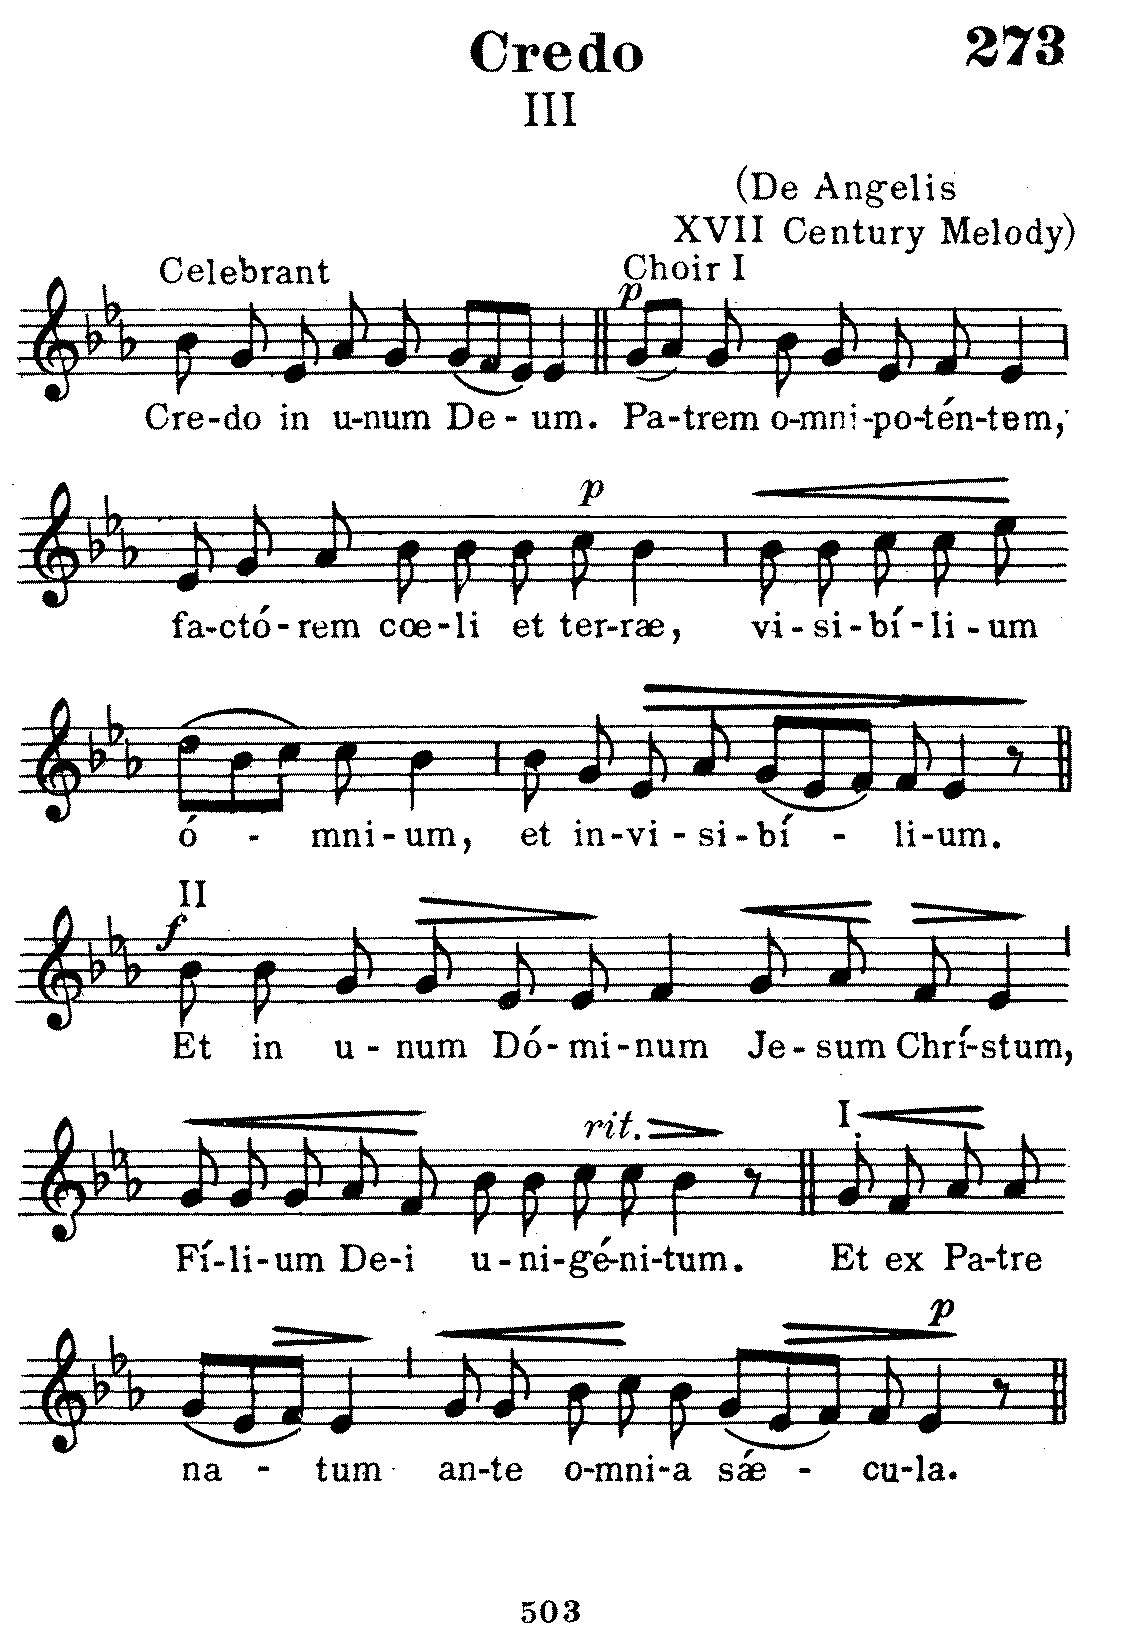 Credo 273
III
(De Angelis
XVII Century Melody)
Celebrant Choir I
p
Cre-do in u-num De - um. Pa-trem o-mni-po-tén-tem,
p
fa-ctó-rem cœ-li et ter-ræ, vi-si-bí-li-um
ó - mni-um, et in-vi-si-bí - li-um.
II
f
Et in u-num Dó-mi-num Je-sum Chrí-stum,
rit. I.
Fí-li-um De-i u-ni-gé-ni-tum. Et ex Pa-tre
p
na - tum an-te o-mni-a sǽ - cu-la.
503